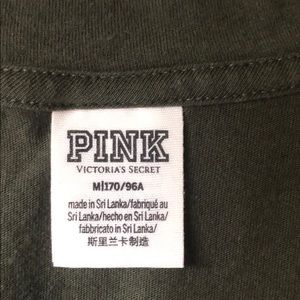 PINK
VICTORIA'S SECRET
M|170/96A
made in Sri Lanka/fabriqué au
Sri Lanka/hecho en Sri Lanka/
fabbricato in Sri Lanka/
斯里兰卡制造